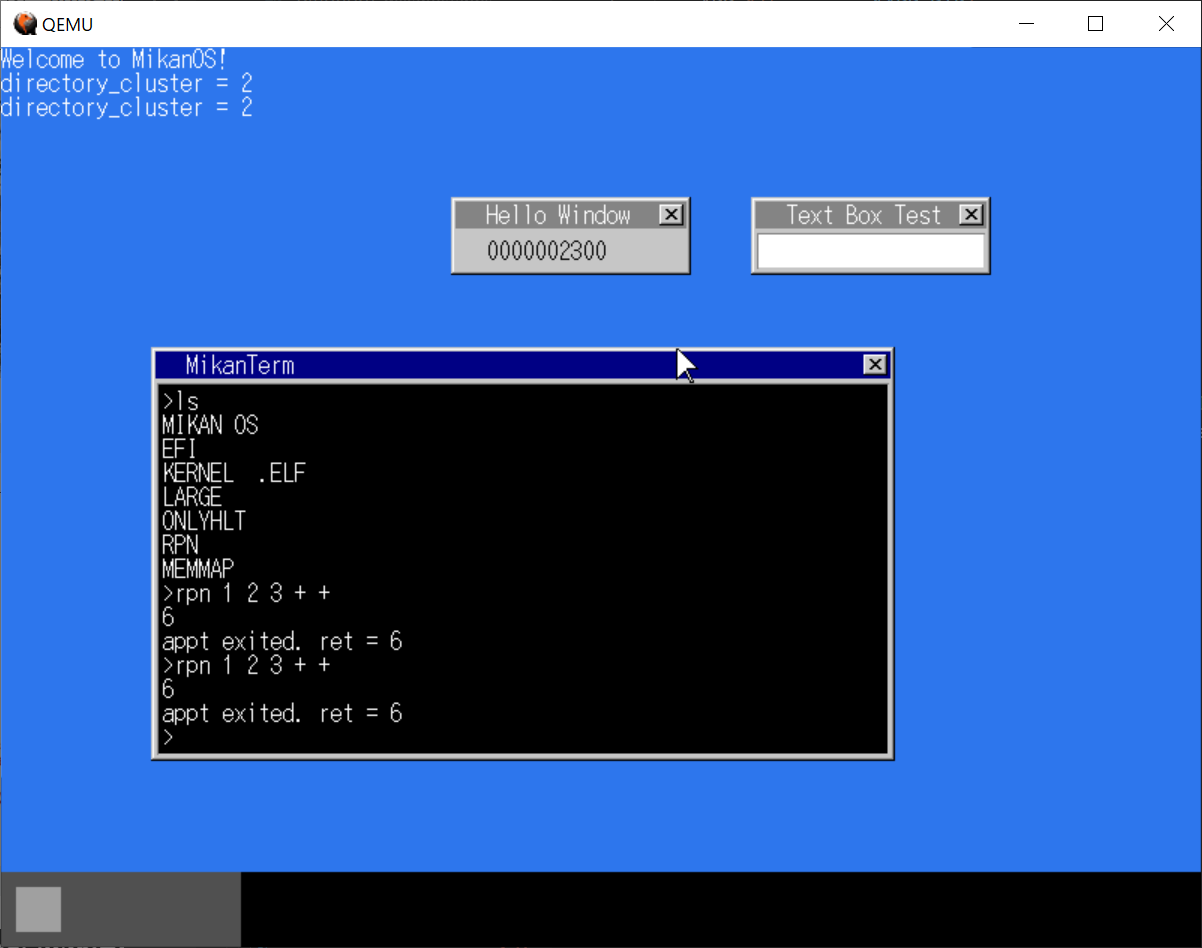 QEMU
Welcome to MikanOS!
directory_cluster = 2
directory_cluster = 2
Hello Window
0000002300
Text Box Test
MikanTerm
>ls
MIKAN OS
EFI
KERNEL  .ELF
LARGE
ONLYHLT
RPN
MEMMAP
>rpn 1 2 3 + +
6
appt exited. ret = 6
>rpn 1 2 3 + +
6
appt exited. ret = 6
>